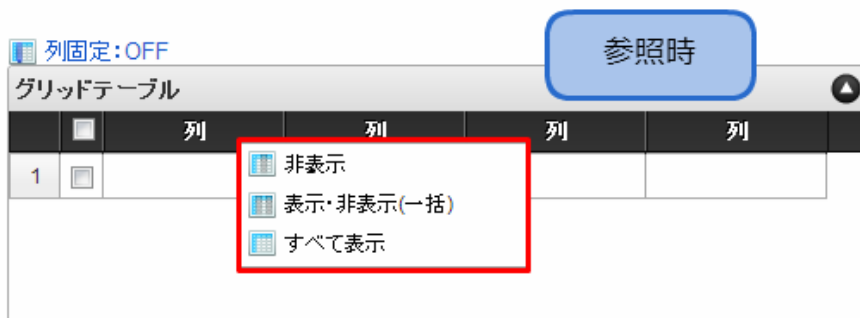 列固定:OFF
参照時
グリッドテーブル
列 列 列 列
1
非表示
表示・非表示(一括)
すべて表示